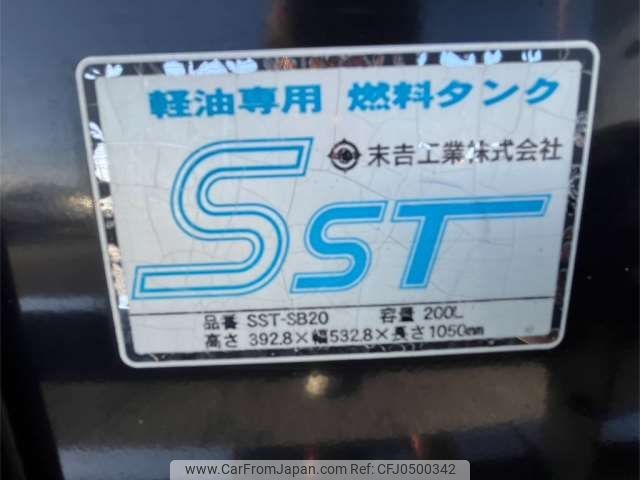 軽油専用 燃料タンク
末吉工業株式会社
SST
品番 SST-SB20 容量 200L
高さ 392.8×幅532.8×長さ1050mm
www.CarFromJapan.com REFNO:CFJ00500342